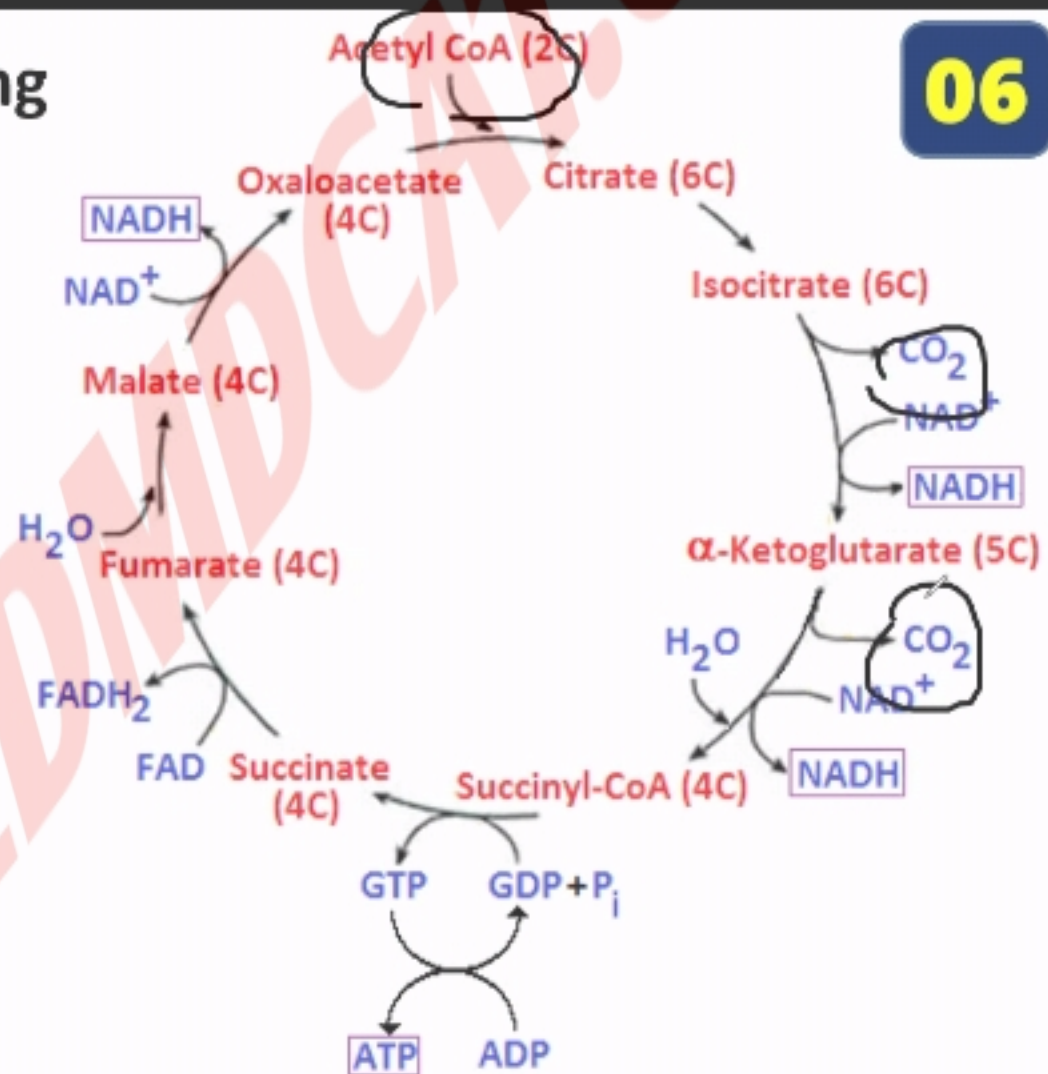 ng
06
Acetyl CoA (2C)
Oxaloacetate
(4C)
Citrate (6C)
NADH
NAD⁺
Isocitrate (6C)
CO₂
NAD⁺
NADH
Malate (4C)
H₂O
Fumarate (4C)
α-Ketoglutarate (5C)
H₂O
CO₂
NAD⁺
NADH
FADH₂
FAD
Succinate
(4C)
Succinyl-CoA (4C)
GTP
GDP+Pᵢ
ATP
ADP